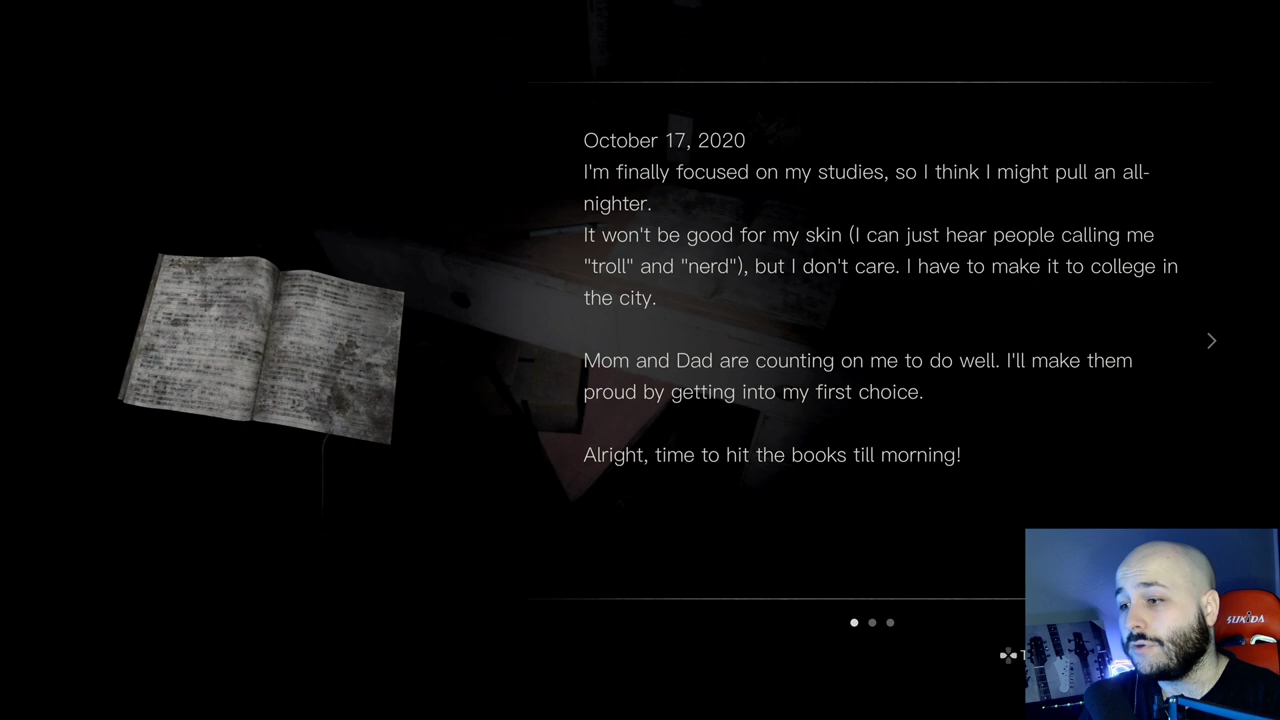 October 17, 2020
I'm finally focused on my studies, so I think I might pull an all-
nighter.
It won't be good for my skin (I can just hear people calling me
"troll" and "nerd"), but I don't care. I have to make it to college in
the city.
Mom and Dad are counting on me to do well. I'll make them
proud by getting into my first choice.
Alright, time to hit the books till morning!